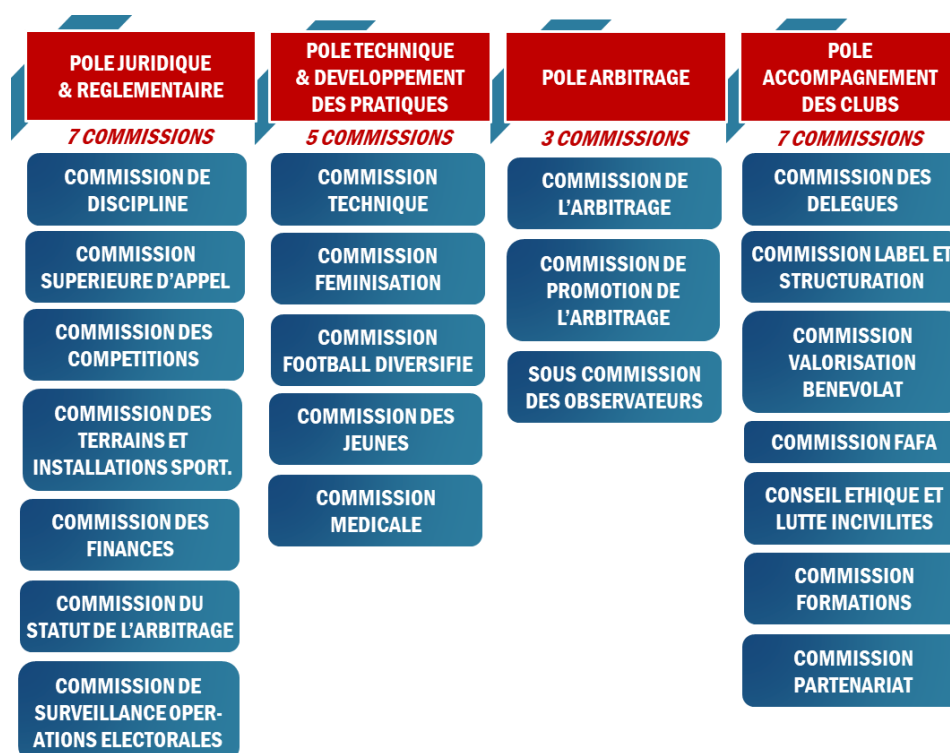 POLE JURIDIQUE
& REGLEMENTAIRE
7 COMMISSIONS
COMMISSION DE
DISCIPLINE
COMMISSION
SUPERIEURE D'APPEL
COMMISSION DES
COMPETITIONS
COMMISSION DES
TERRAINS ET
INSTALLATIONS SPORT.
COMMISSION DES
FINANCES
COMMISSION DU
STATUT DE L'ARBITRAGE
COMMISSION DE
SURVEILLANCE OPER-
ATIONS ELECTORALES
POLE TECHNIQUE
& DEVELOPPEMENT
DES PRATIQUES
5 COMMISSIONS
COMMISSION
TECHNIQUE
COMMISSION
FEMINISATION
COMMISSION
FOOTBALL DIVERSIFIE
COMMISSION DES
JEUNES
COMMISSION
MEDICALE
POLE ARBITRAGE
3 COMMISSIONS
COMMISSION DE
L'ARBITRAGE
COMMISSION DE
PROMOTION DE
L'ARBITRAGE
SOUS COMMISSION
DES OBSERVATEURS
POLE
ACCOMPAGNEMENT
DES CLUBS
7 COMMISSIONS
COMMISSION DES
DELEGUES
COMMISSION LABEL ET
STRUCTURATION
COMMISSION
VALORISATION
BENEVOLAT
COMMISSION FAFA
CONSEIL ETHIQUE ET
LUTTE INCIVILITES
COMMISSION
FORMATIONS
COMMISSION
PARTENARIAT